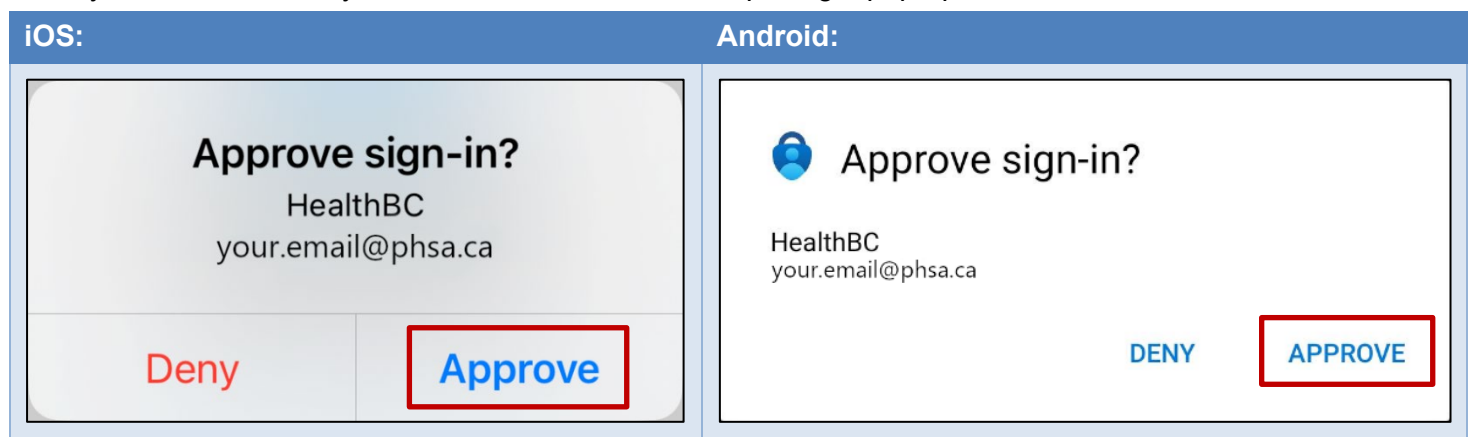 iOS:
Android:
Approve sign-in?
HealthBC
your.email@phsa.ca
Deny
Approve
Approve sign-in?
HealthBC
your.email@phsa.ca
DENY
APPROVE